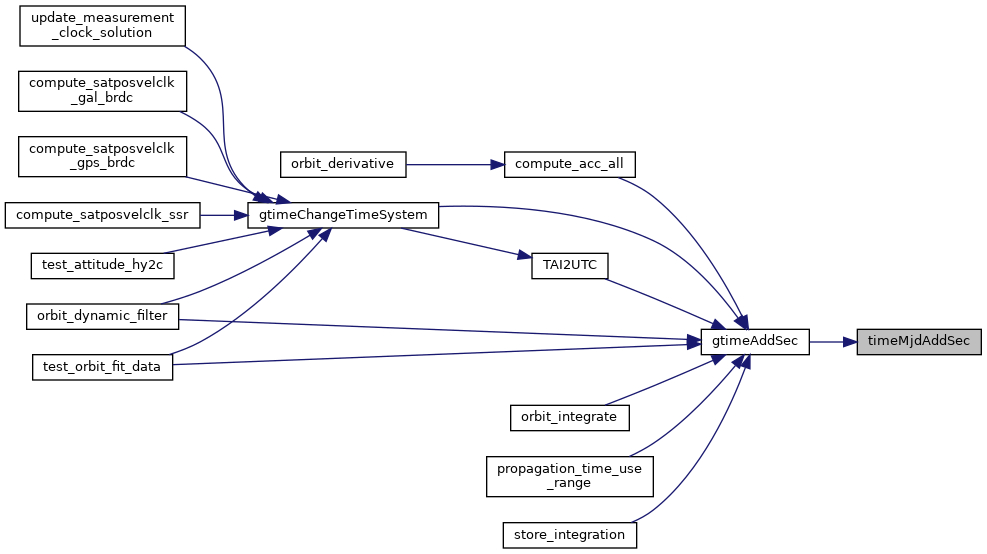 update_measurement
_clock_solution
compute_satposvelclk
_gal_brdc
compute_satposvelclk
_gps_brdc
orbit_derivative
compute_acc_all
compute_satposvelclk_ssr
gtimeChangeTimeSystem
test_attitude_hy2c
TAI2UTC
orbit_dynamic_filter
gtimeAddSec
timeMjdAddSec
test_orbit_fit_data
orbit_integrate
propagation_time_use
_range
store_integration